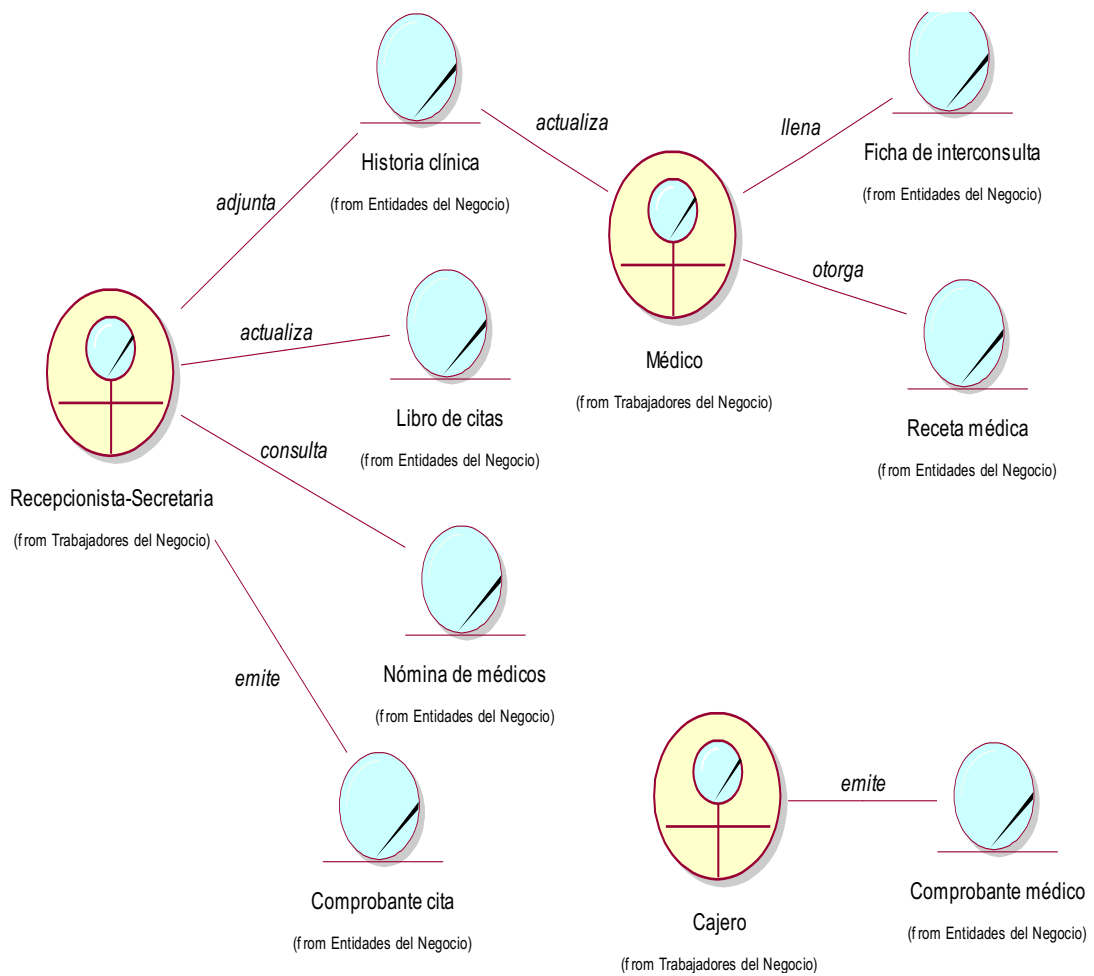 actualiza
llena
Historia clínica
(from Entidades del Negocio)
Ficha de interconsulta
(from Entidades del Negocio)
adjunta
otorga
actualiza
Médico
(from Trabajadores del Negocio)
Libro de citas
(from Entidades del Negocio)
Receta médica
(from Entidades del Negocio)
consulta
Recepcionista-Secretaria
(from Trabajadores del Negocio)
Nómina de médicos
(from Entidades del Negocio)
emite
emite
Comprobante cita
(from Entidades del Negocio)
Cajero
(from Trabajadores del Negocio)
Comprobante médico
(from Entidades del Negocio)